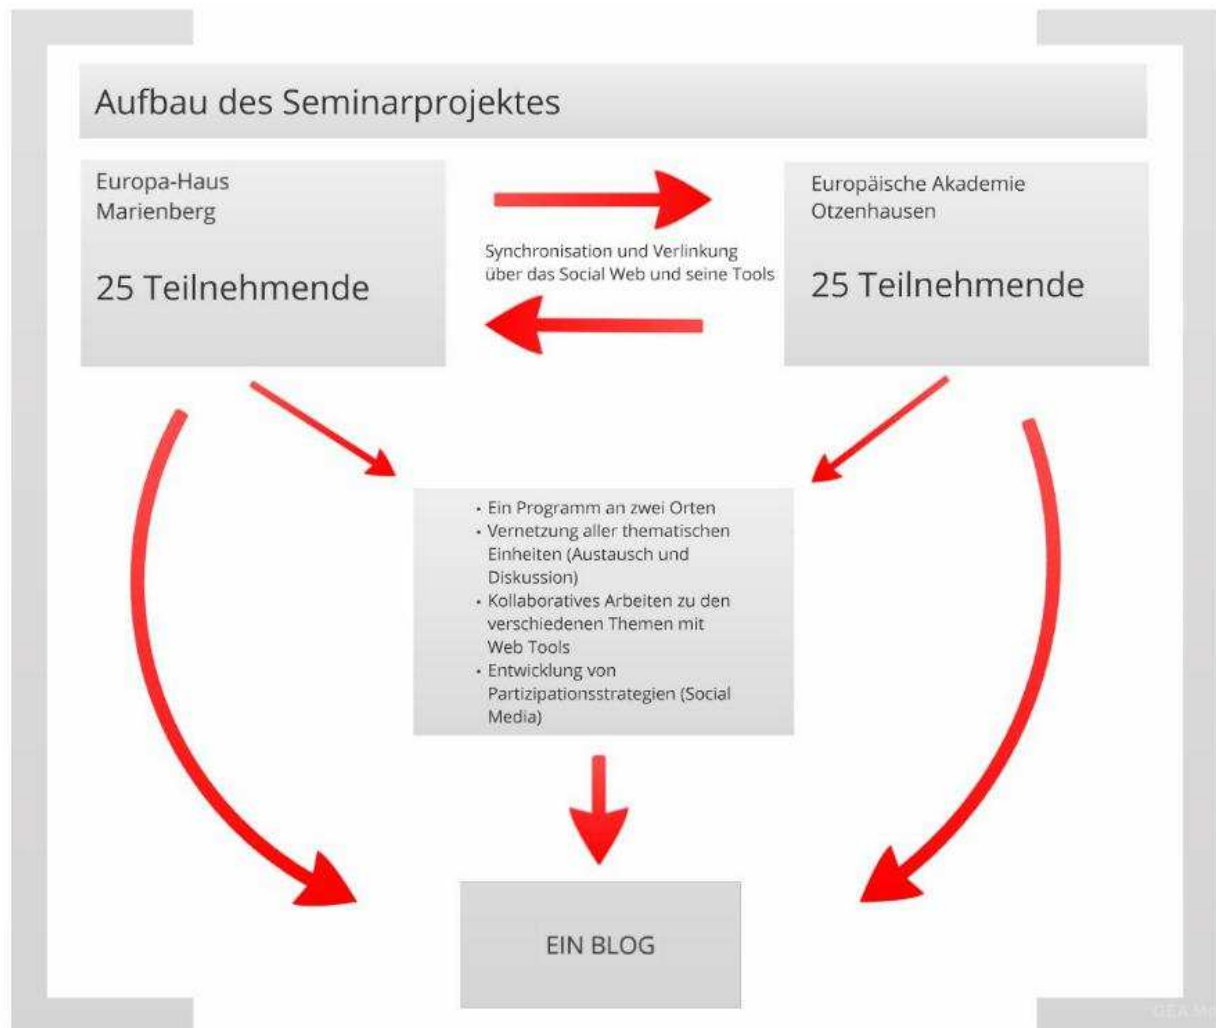 Aufbau des Seminarprojektes
Europa-Haus
Marienberg
25 Teilnehmende
Synchronisation und Verlinkung
über das Social Web und seine Tools
Europäische Akademie
Otzenhausen
25 Teilnehmende
• Ein Programm an zwei Orten
• Vernetzung aller thematischen
Einheiten (Austausch und
Diskussion)
• Kollaboratives Arbeiten zu den
verschiedenen Themen mit
Web Tools
• Entwicklung von
Partizipationsstrategien (Social
Media)
EIN BLOG